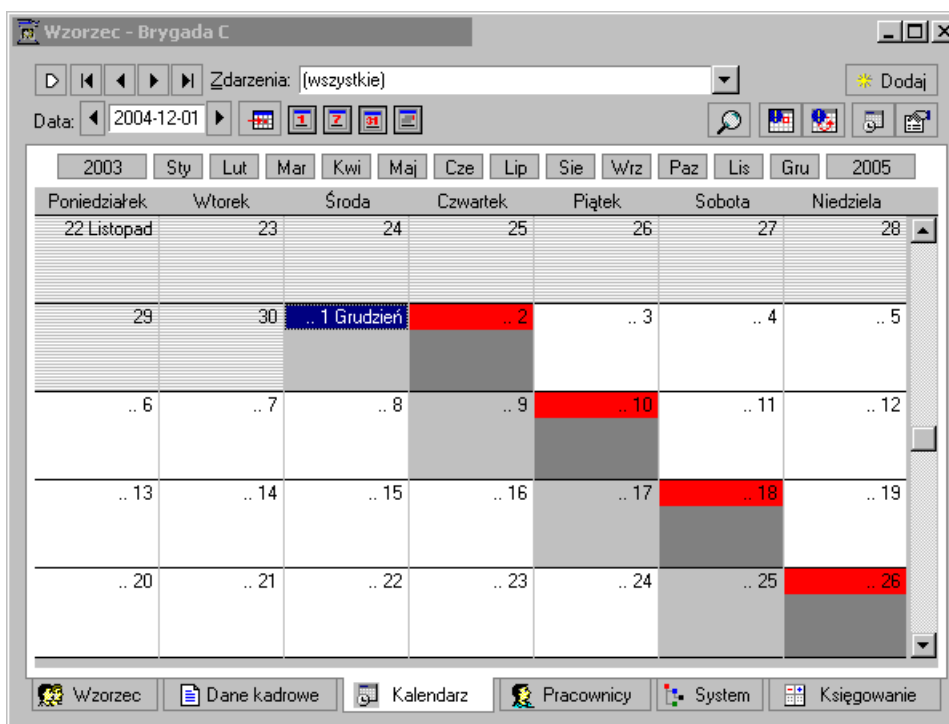 Wzorzec - Brygada C
Zdarzenia: (wszystkie) Dodaj
Data: 2004-12-01 1 7 31
2003 Sty Lut Mar Kwi Maj Cze Lip Sie Wrz Paz Lis Gru 2005
Poniedziałek Wtorek Środa Czwartek Piątek Sobota Niedziela
22 Listopad 23 24 25 26 27 28
29 30 .. 1 Grudzień .. 2 .. 3 .. 4 .. 5
.. 6 .. 7 .. 8 .. 9 .. 10 .. 11 .. 12
.. 13 .. 14 .. 15 .. 16 .. 17 .. 18 .. 19
.. 20 .. 21 .. 22 .. 23 .. 24 .. 25 .. 26
Wzorzec Dane kadrowe Kalendarz Pracownicy System Księgowanie